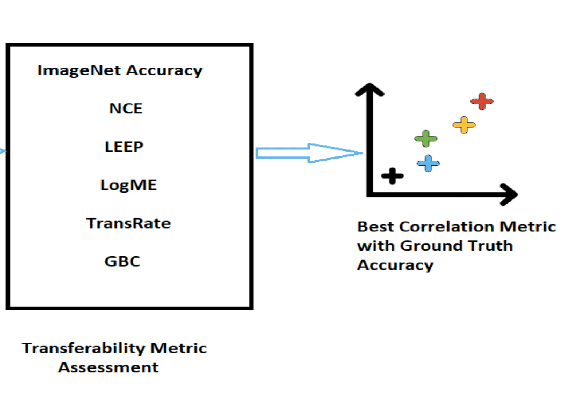 ImageNet Accuracy
NCE
LEEP
LogME
TransRate
GBC
Transferability Metric
Assessment
Best Correlation Metric
with Ground Truth
Accuracy